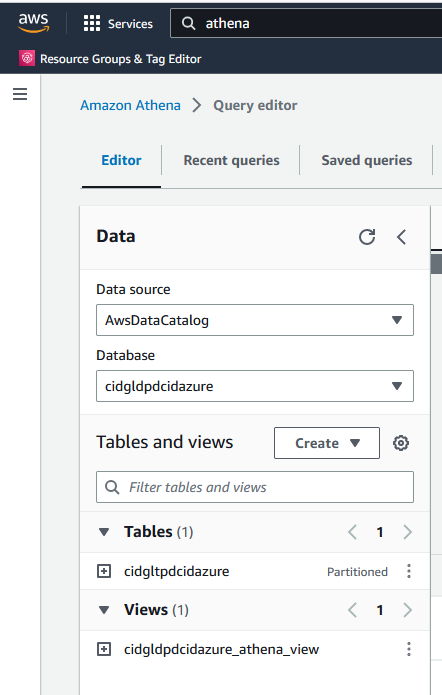 aws
Services
athena
Resource Groups & Tag Editor
Amazon Athena > Query editor
Editor
Recent queries
Saved queries
Data
Data source
AwsDataCatalog
Database
cidgldpdcidazure
Tables and views
Create
Filter tables and views
Tables (1)
1
cidgltpdcidazure
Partitioned
Views (1)
1
cidgldpdcidazure_athena_view